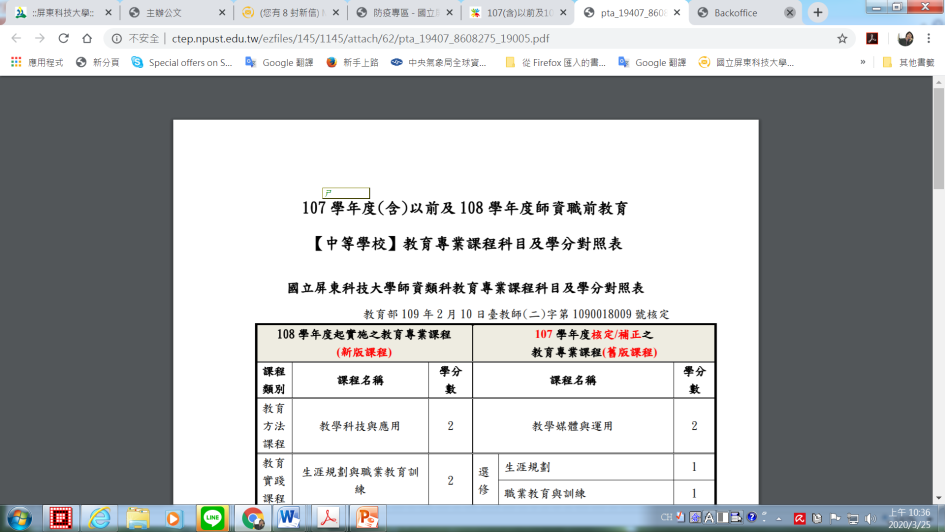 ::屏東科技大學::
主辦公文
(您有 8 封新信)
防疫專區 - 國立屏
107(含)以前及10
pta_19407_8608
Backoffice
不安全 | ctep.npust.edu.tw/ezfiles/145/1145/attach/62/pta_19407_8608275_19005.pdf
應用程式 新分頁 Special offers on S... Google 翻譯 新手上路 中央氣象局全球資... 從 Firefox 匯入的書... Google 翻譯 國立屏東科技大學... » 其他書籤
107 學年度(含)以前及 108 學年度師資職前教育
【中等學校】教育專業課程科目及學分對照表
國立屏東科技大學師資類科教育專業課程科目及學分對照表
教育部 109 年 2 月 10 日臺教師(二)字第 1090018009 號核定
108 學年度起實施之教育專業課程
(新版課程)
107 學年度核定/補正之
教育專業課程(舊版課程)
課程
類別
課程名稱
學分
數
課程名稱
學分
數
教育
方法
課程
教學科技與應用
2
教學媒體與運用
2
教育
實踐
課程
生涯規劃與職業教育訓
練
2
選
修
生涯規劃
1
職業教育與訓練
1
LINE
CH
上午 10:36
2020/3/25